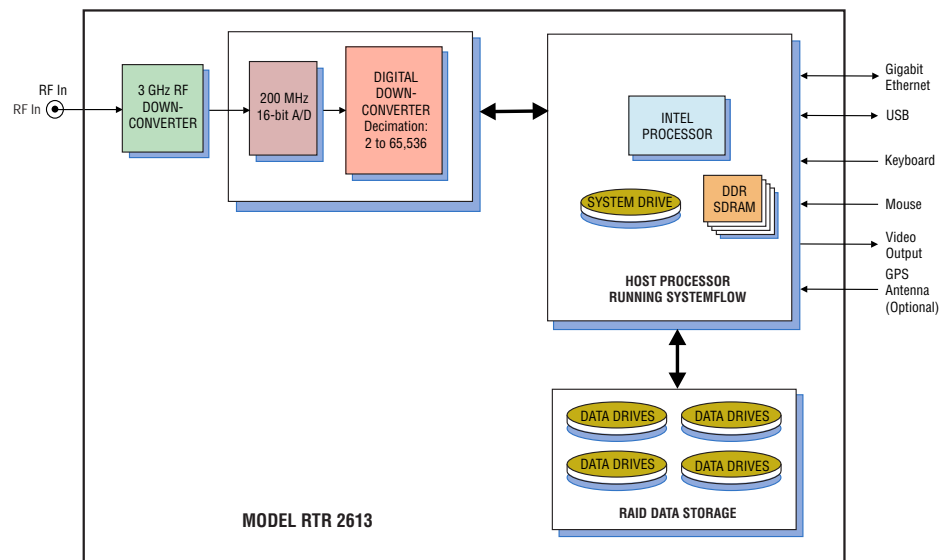 RF In
RF In
3 GHz RF
DOWN-
CONVERTER
200 MHz
16-bit A/D
DIGITAL
DOWN-
CONVERTER
Decimation:
2 to 65,536
INTEL
PROCESSOR
SYSTEM DRIVE
DDR
SDRAM
HOST PROCESSOR
RUNNING SYSTEMFLOW
Gigabit
Ethernet
USB
Keyboard
Mouse
Video
Output
GPS
Antenna
(Optional)
DATA DRIVES
DATA DRIVES
DATA DRIVES
DATA DRIVES
RAID DATA STORAGE
MODEL RTR 2613